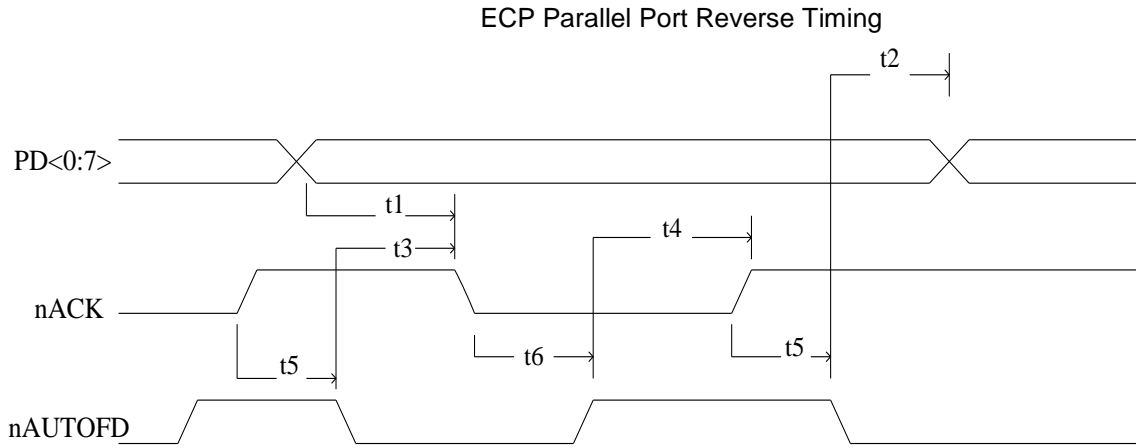 ECP Parallel Port Reverse Timing
t2
PD<0:7>
t1
t3
t4
nACK
t5
t6
t5
nAUTOFD